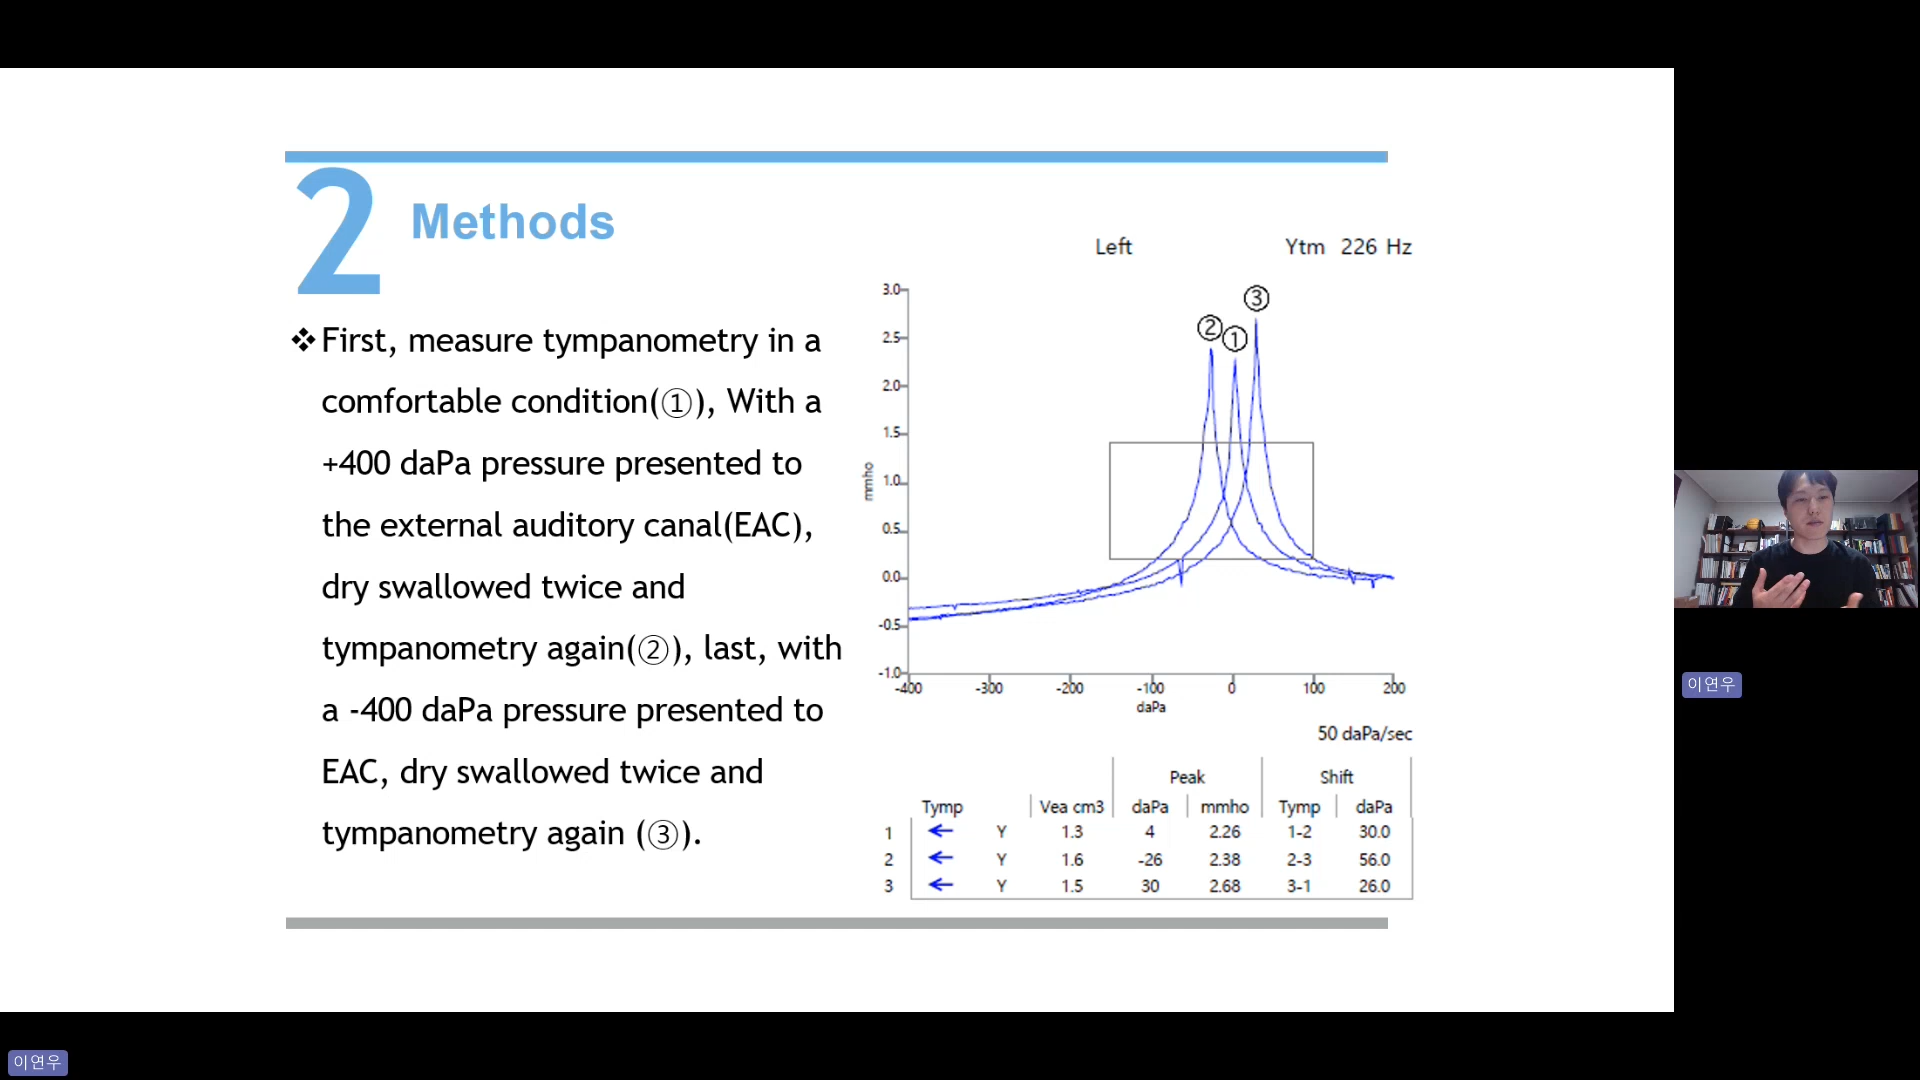 2 Methods
❖First, measure tympanometry in a
comfortable condition(①), With a
+400 daPa pressure presented to
the external auditory canal(EAC),
dry swallowed twice and
tympanometry again(②), last, with
a -400 daPa pressure presented to
EAC, dry swallowed twice and
tympanometry again (③).
Left Ytm 226 Hz
③
② ①
3.0
2.5
2.0
1.5
1.0
0.5
0.0
-0.5
-1.0
mmho
-400 -300 -200 -100 0 100 200
daPa
50 daPa/sec
Peak Shift
Tymp Vea cm3 daPa mmho Tymp daPa
1 ← Y 1.3 4 2.26 1-2 30.0
2 ← Y 1.6 -26 2.38 2-3 56.0
3 ← Y 1.5 30 2.68 3-1 26.0
이연우
이연우